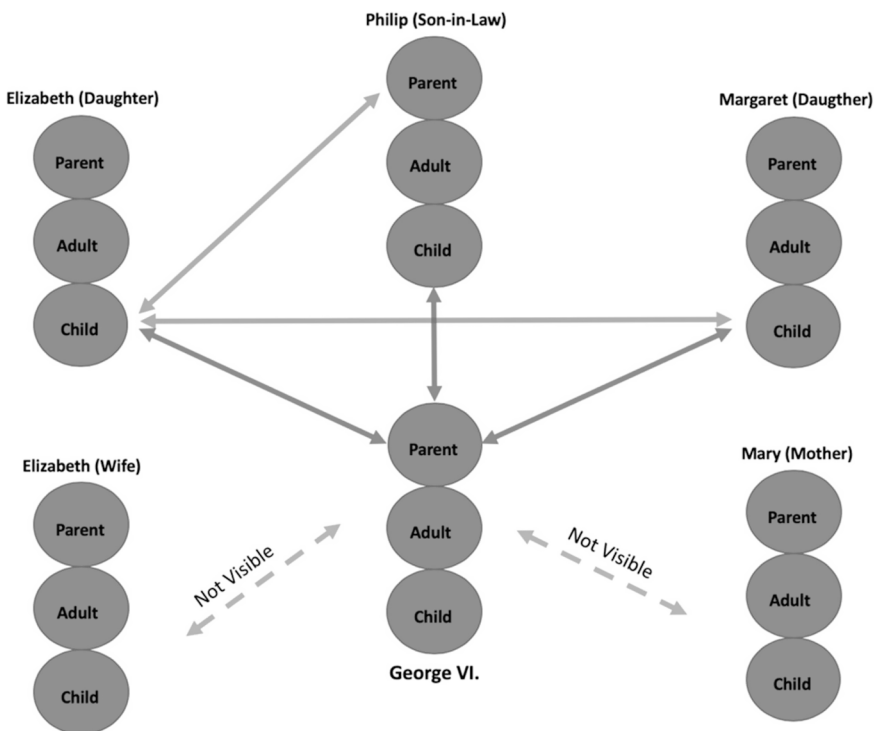 Philip (Son-in-Law)
Parent
Adult
Child
Elizabeth (Daughter)
Parent
Adult
Child
Margaret (Daugther)
Parent
Adult
Child
Elizabeth (Wife)
Parent
Adult
Child
Not Visible
Parent
Adult
Child
George VI.
Not Visible
Mary (Mother)
Parent
Adult
Child